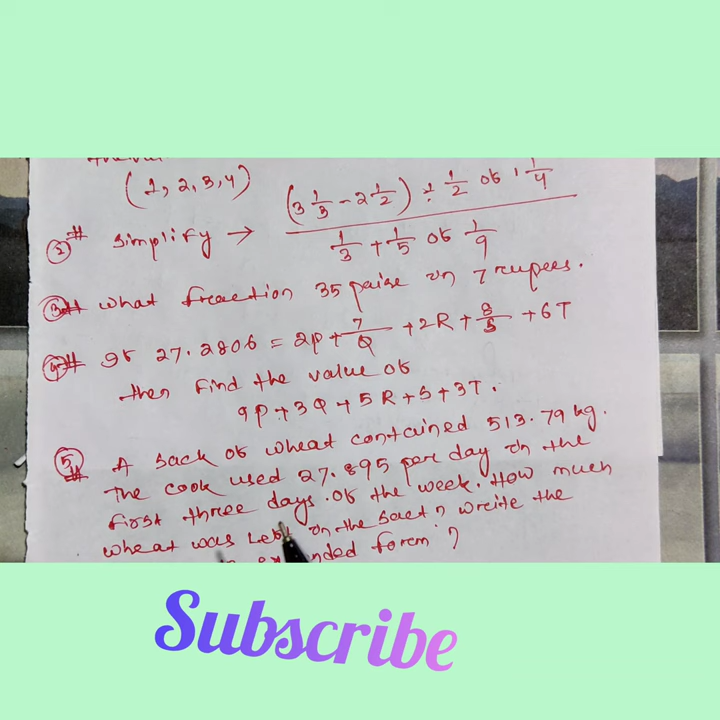 (1, 2, 3, 4)
② # Simplify → (3 1/3 - 2 1/2) ÷ 1/2 of 1 1/4 / 1/3 + 1/5 of 1/9
③ # what fraction 35 paise in 7 rupees.
④ # If 27.2806 = 2P + 7/Q + 2R + 8/S + 6T
then find the value of
9P + 3Q + 5R + S + 3T.
⑤ # A sack of wheat contained 513.79 kg.
The cook used 27.895 per day in the
first three days of the week. How much
wheat was left in the sack? write the
form?
Subscribe